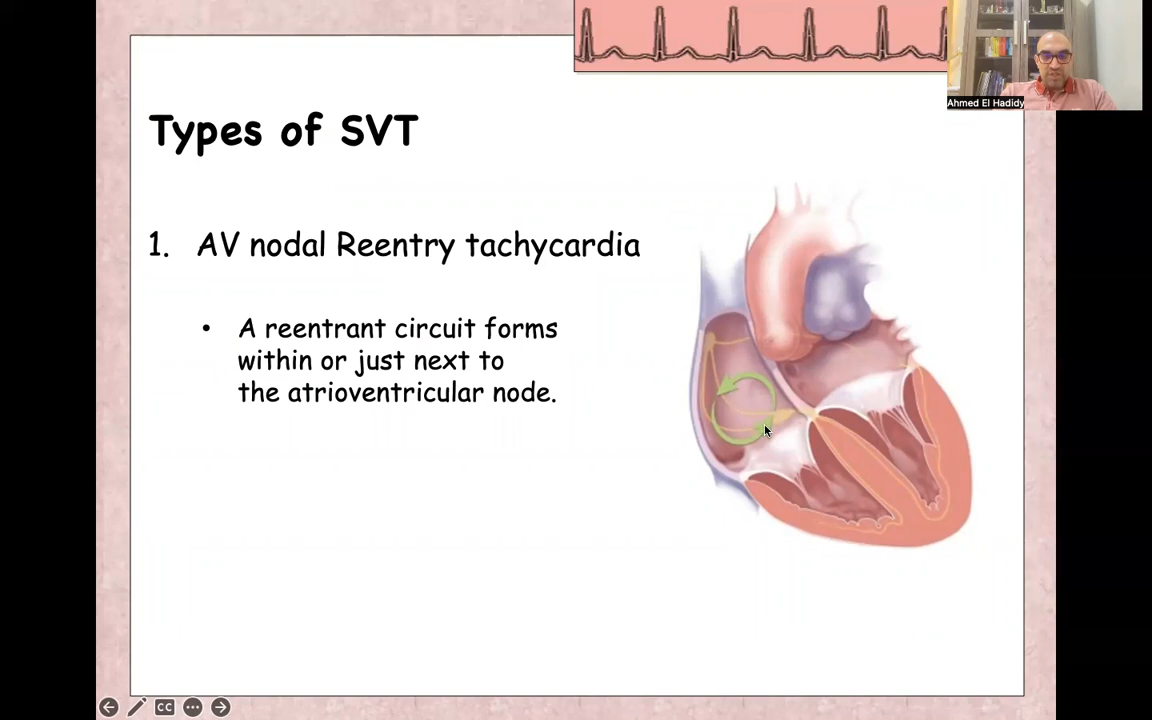 Ahmed El Hadidy
Types of SVT
1. AV nodal Reentry tachycardia
• A reentrant circuit forms
within or just next to
the atrioventricular node.
CC